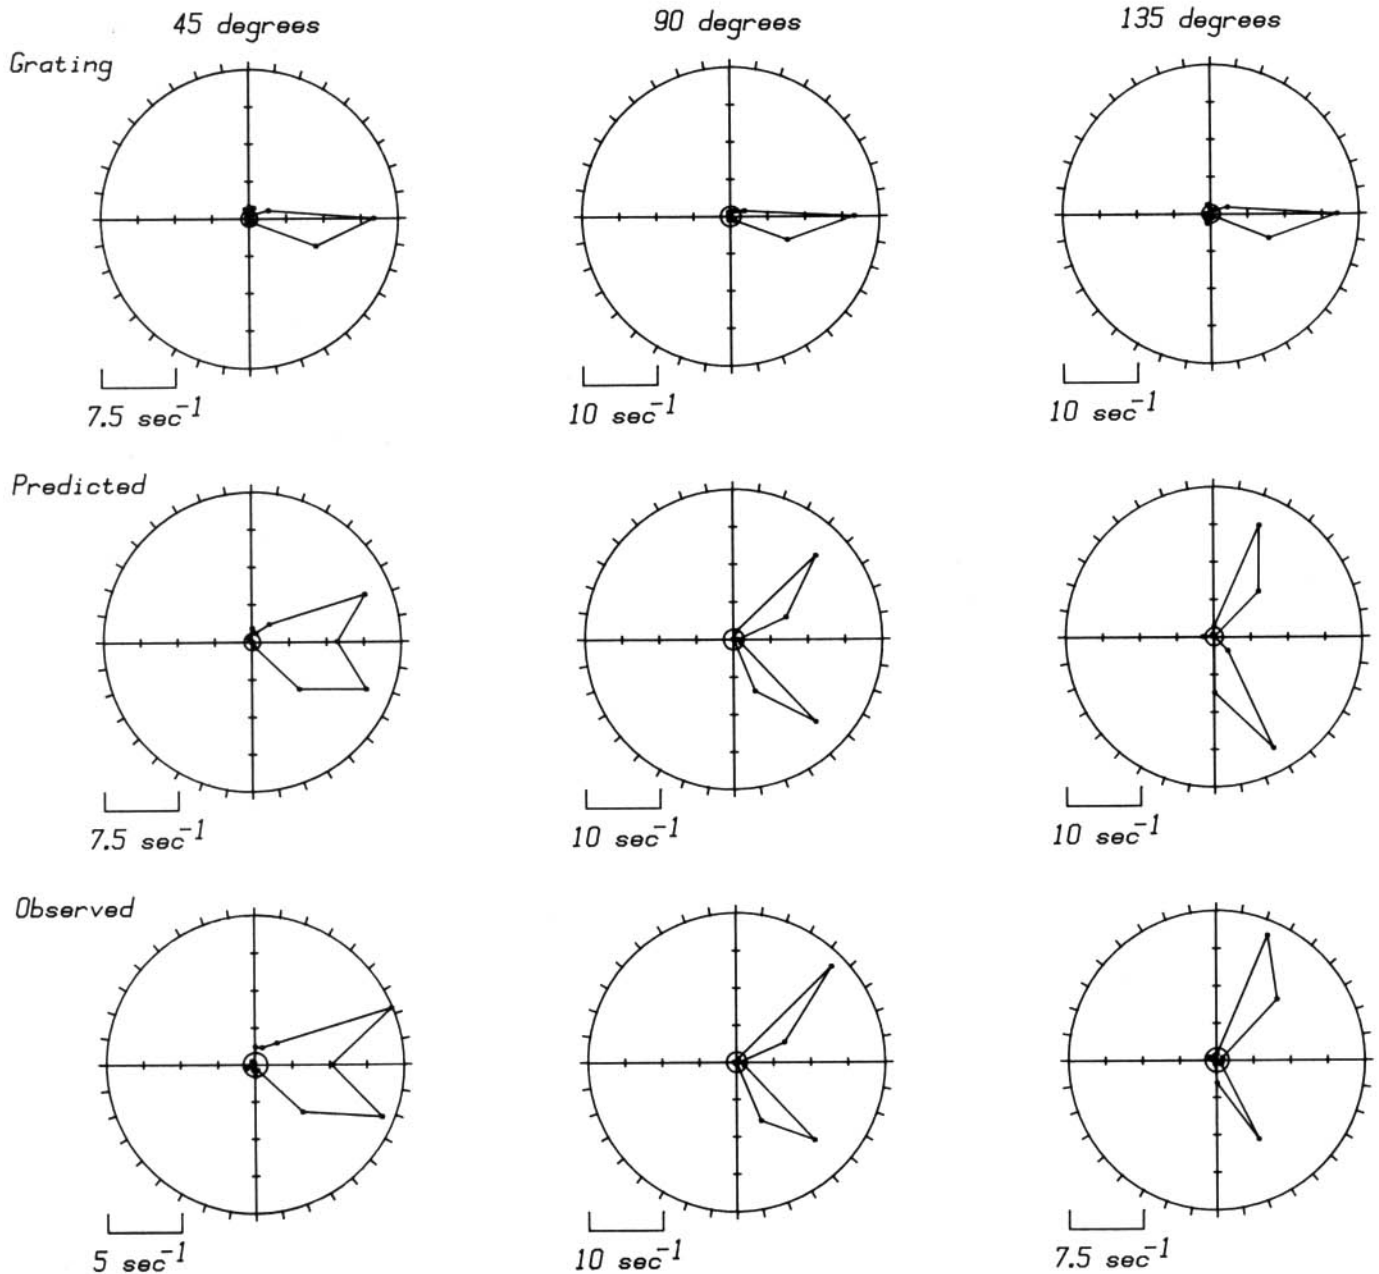 45 degrees 90 degrees 135 degrees
Grating
7.5 sec⁻¹ 10 sec⁻¹ 10 sec⁻¹
Predicted
7.5 sec⁻¹ 10 sec⁻¹ 10 sec⁻¹
Observed
5 sec⁻¹ 10 sec⁻¹ 7.5 sec⁻¹